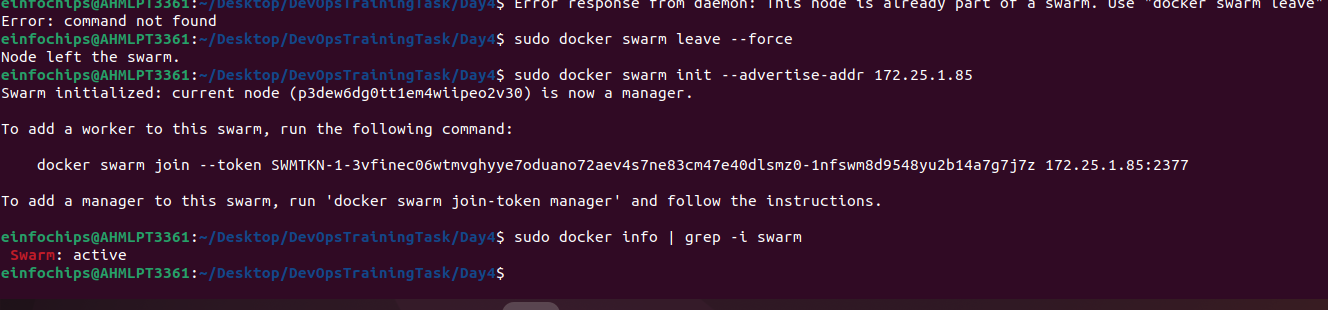 einfochips@AHMLPT3361:~/Desktop/DevOpsTrainingTask/Day4$ Error response from daemon: This node is already part of a swarm. Use "docker swarm leave"
Error: command not found
einfochips@AHMLPT3361:~/Desktop/DevOpsTrainingTask/Day4$ sudo docker swarm leave --force
Node left the swarm.
einfochips@AHMLPT3361:~/Desktop/DevOpsTrainingTask/Day4$ sudo docker swarm init --advertise-addr 172.25.1.85
Swarm initialized: current node (p3dew6dg0tt1em4wiipeo2v30) is now a manager.
To add a worker to this swarm, run the following command:
docker swarm join --token SWMTKN-1-3vfinec06wtmvghyye7oduano72aev4s7ne83cm47e40dlsmz0-1nfswm8d9548yu2b14a7g7j7z 172.25.1.85:2377
To add a manager to this swarm, run 'docker swarm join-token manager' and follow the instructions.
einfochips@AHMLPT3361:~/Desktop/DevOpsTrainingTask/Day4$ sudo docker info | grep -i swarm
Swarm: active
einfochips@AHMLPT3361:~/Desktop/DevOpsTrainingTask/Day4$